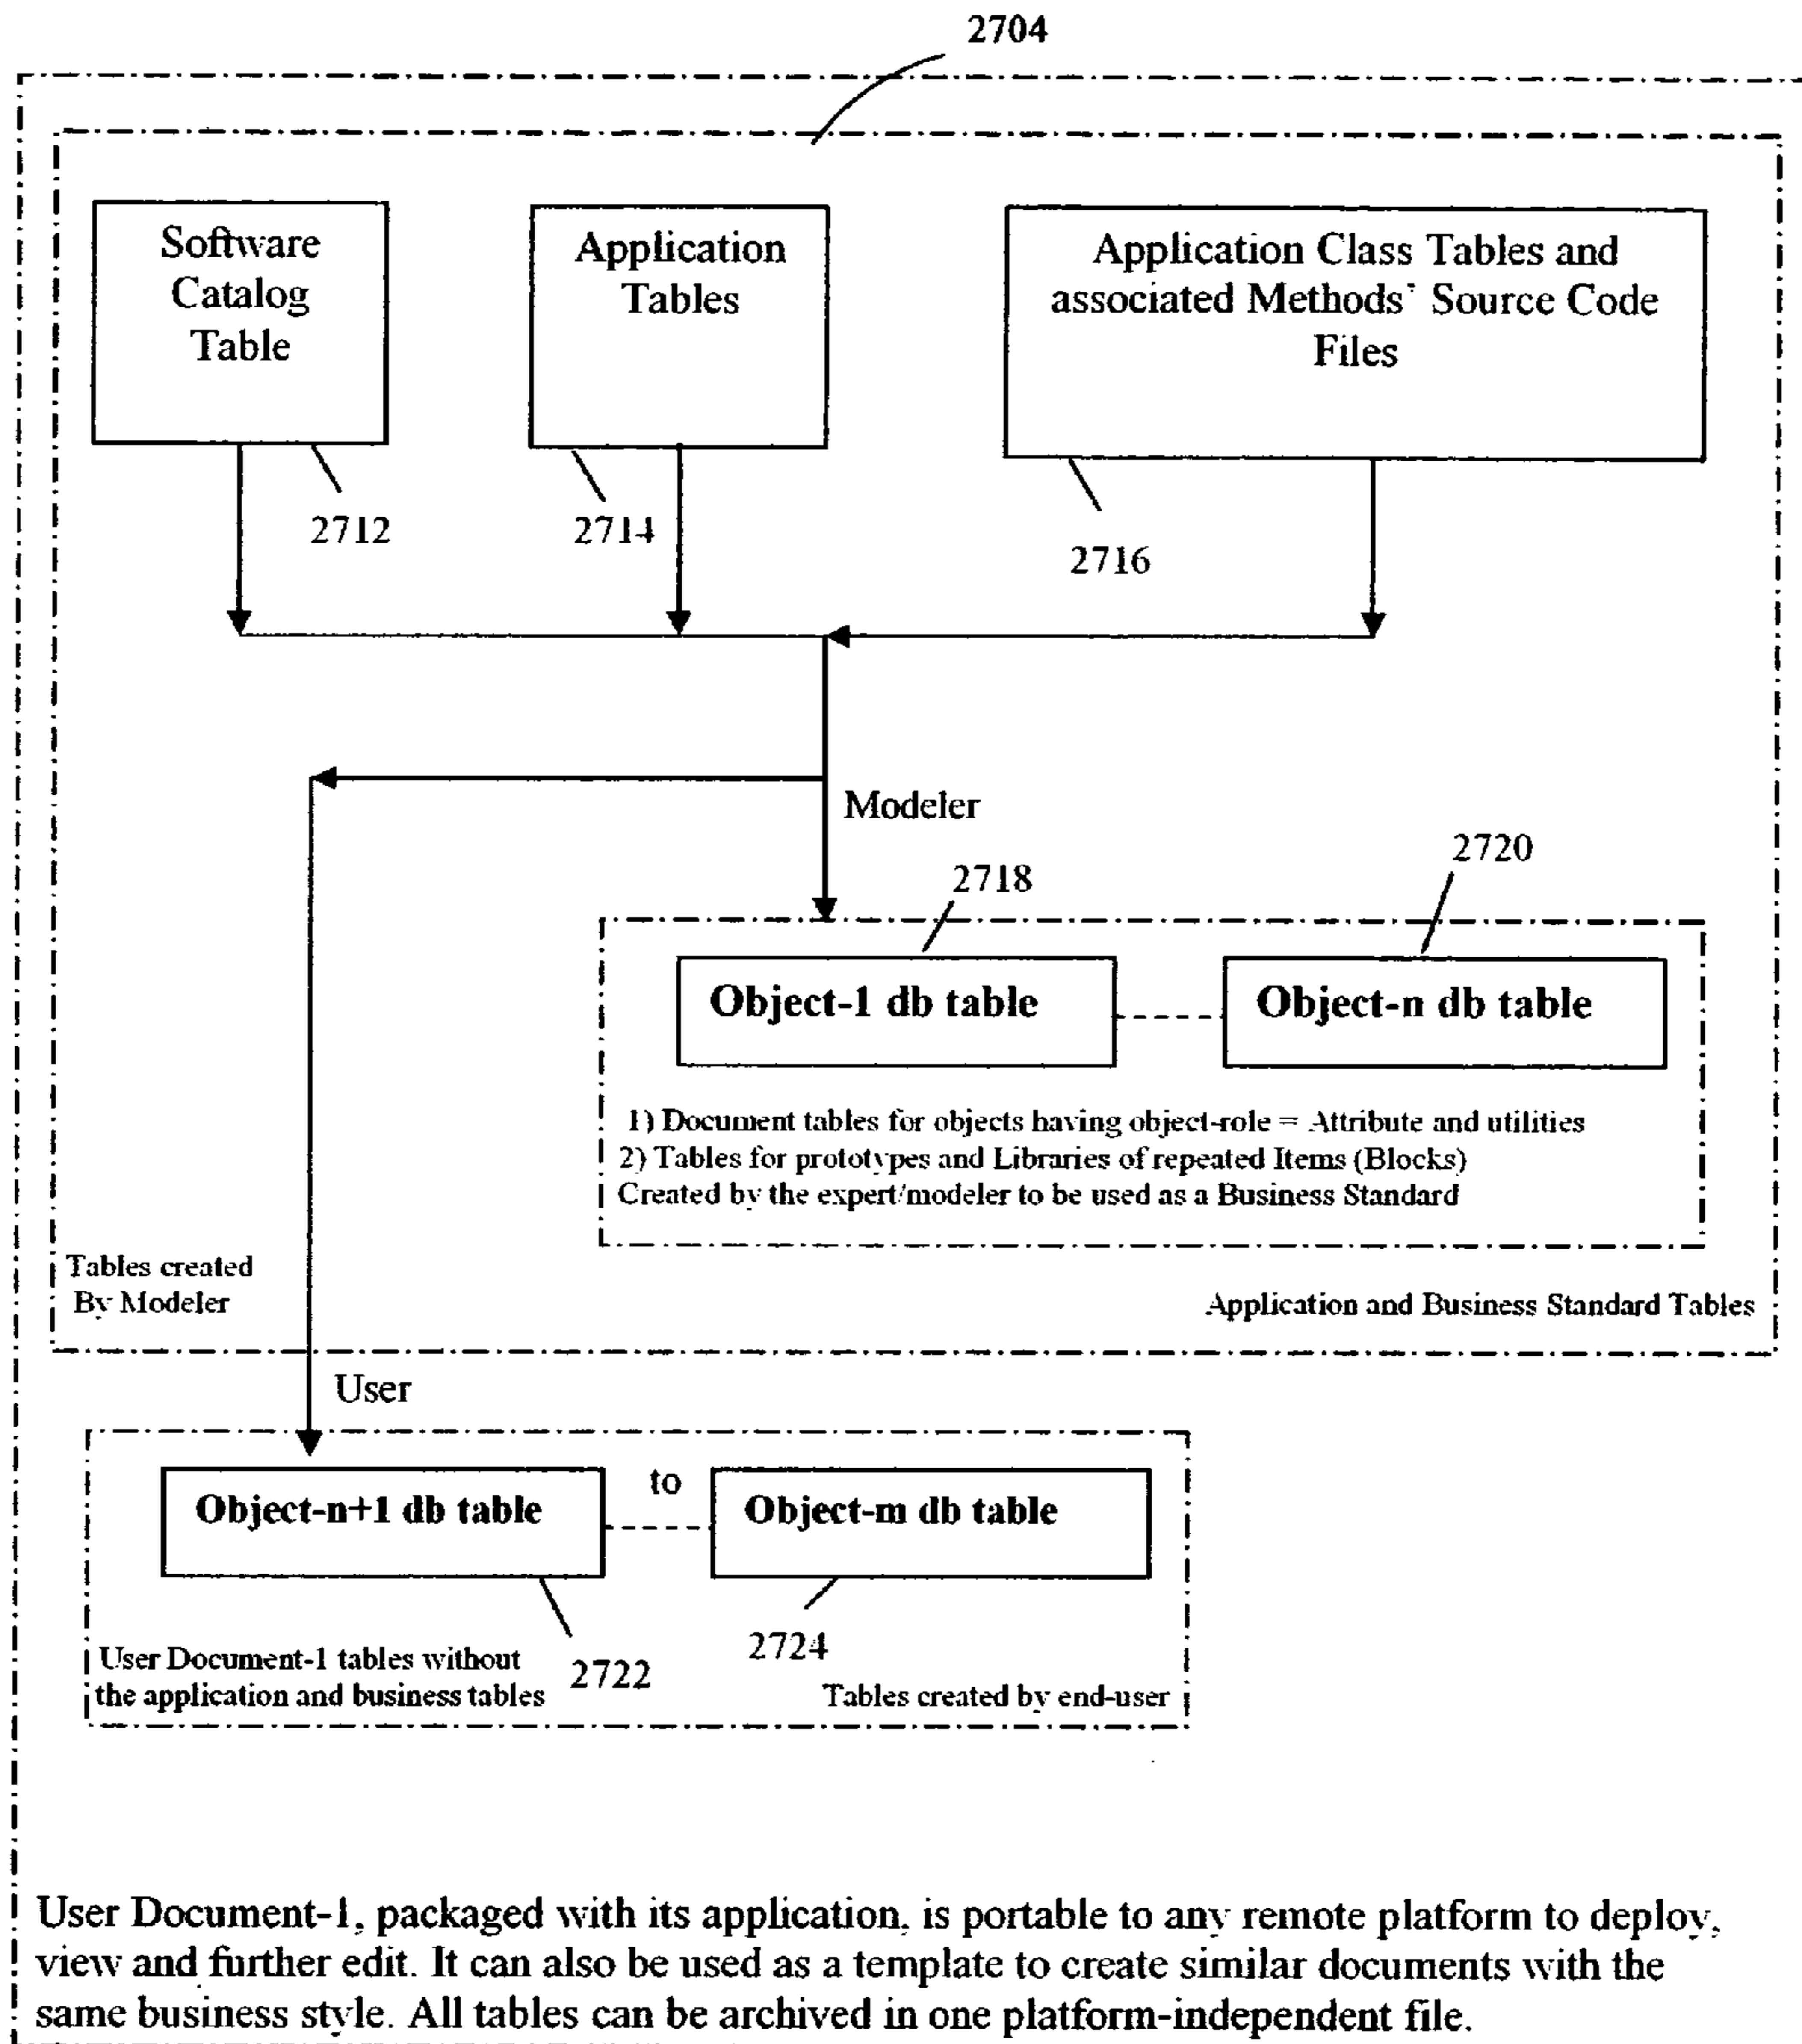 2704
Software
Catalog
Table
Application
Tables
Application Class Tables and
associated Methods' Source Code
Files
2712
2714
2716
Modeler
2718
2720
Object-1 db table
Object-n db table
1) Document tables for objects having object-role = Attribute and utilities
2) Tables for prototypes and Libraries of repeated Items (Blocks)
Created by the expert/modeler to be used as a Business Standard
Tables created
By Modeler
Application and Business Standard Tables
User
Object-n+1 db table
to
Object-m db table
2722
2724
User Document-1 tables without
the application and business tables
Tables created by end-user
User Document-1, packaged with its application, is portable to any remote platform to deploy,
view and further edit. It can also be used as a template to create similar documents with the
same business style. All tables can be archived in one platform-independent file.